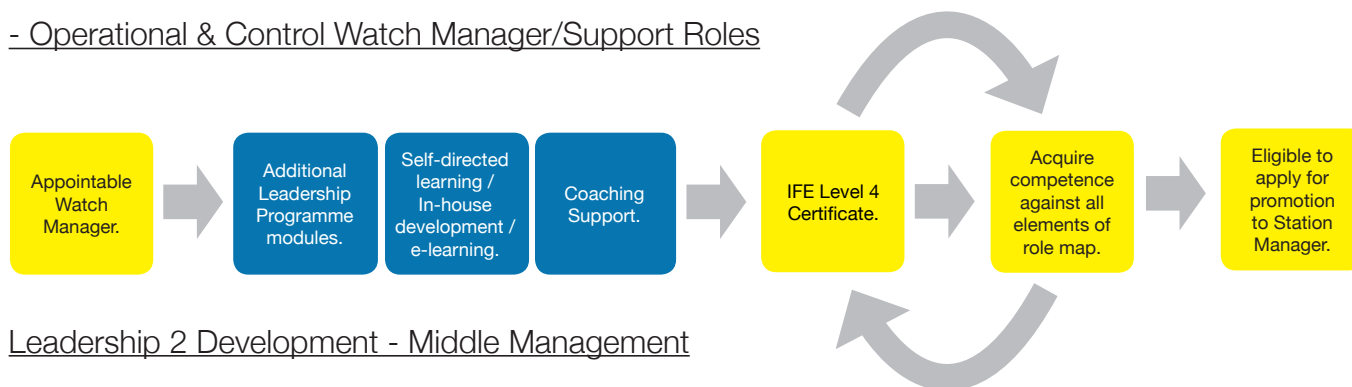 - Operational & Control Watch Manager/Support Roles
Appointable
Watch
Manager.
Additional
Leadership
Programme
modules.
Self-directed
learning /
In-house
development /
e-learning.
Coaching
Support.
IFE Level 4
Certificate.
Acquire
competence
against all
elements of
role map.
Eligible to
apply for
promotion
to Station
Manager.
Leadership 2 Development - Middle Management